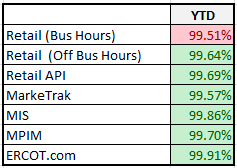 YTD
Retail (Bus Hours) 99.51%
Retail (Off Bus Hours) 99.64%
Retail API 99.69%
MarkeTrak 99.57%
MIS 99.86%
MPIM 99.70%
ERCOT.com 99.91%